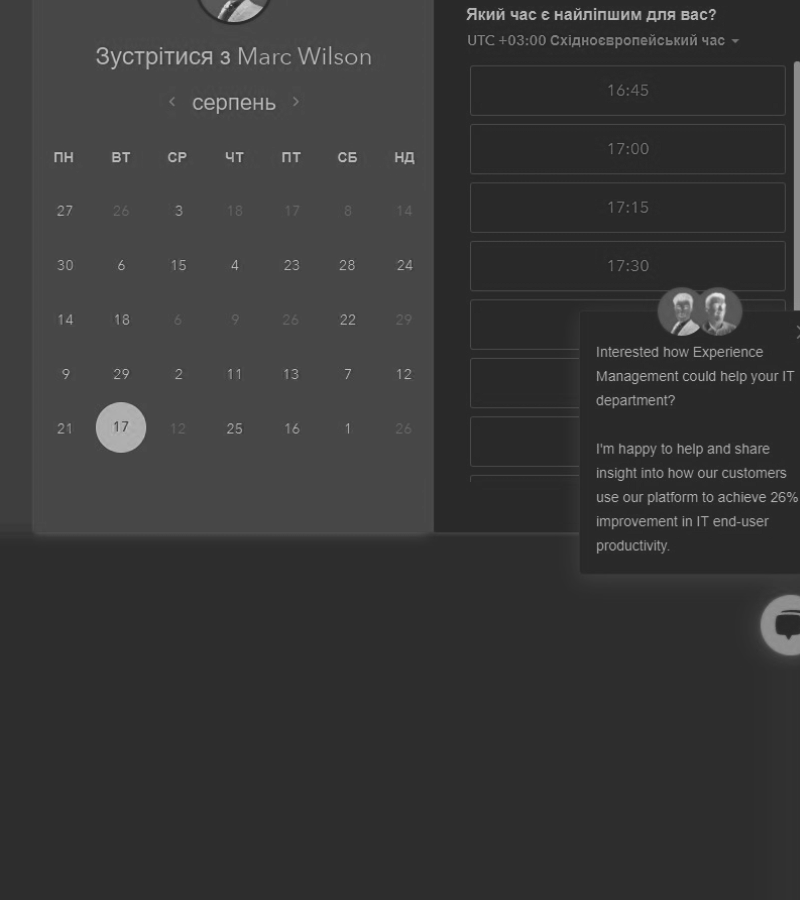 Зустрітися з Marc Wilson
серпень
ПН ВТ СР ЧТ ПТ СБ НД
27 26 3 18 17 8 14
30 6 15 4 23 28 24
14 18 6 9 26 22 29
9 29 2 11 13 7 12
21 17 12 25 16 1 26
Який час є найліпшим для вас?
UTC +03:00 Східноєвропейський час
16:45
17:00
17:15
17:30
Interested how Experience
Management could help your IT
department?
I'm happy to help and share
insight into how our customers
use our platform to achieve 26%
improvement in IT end-user
productivity.